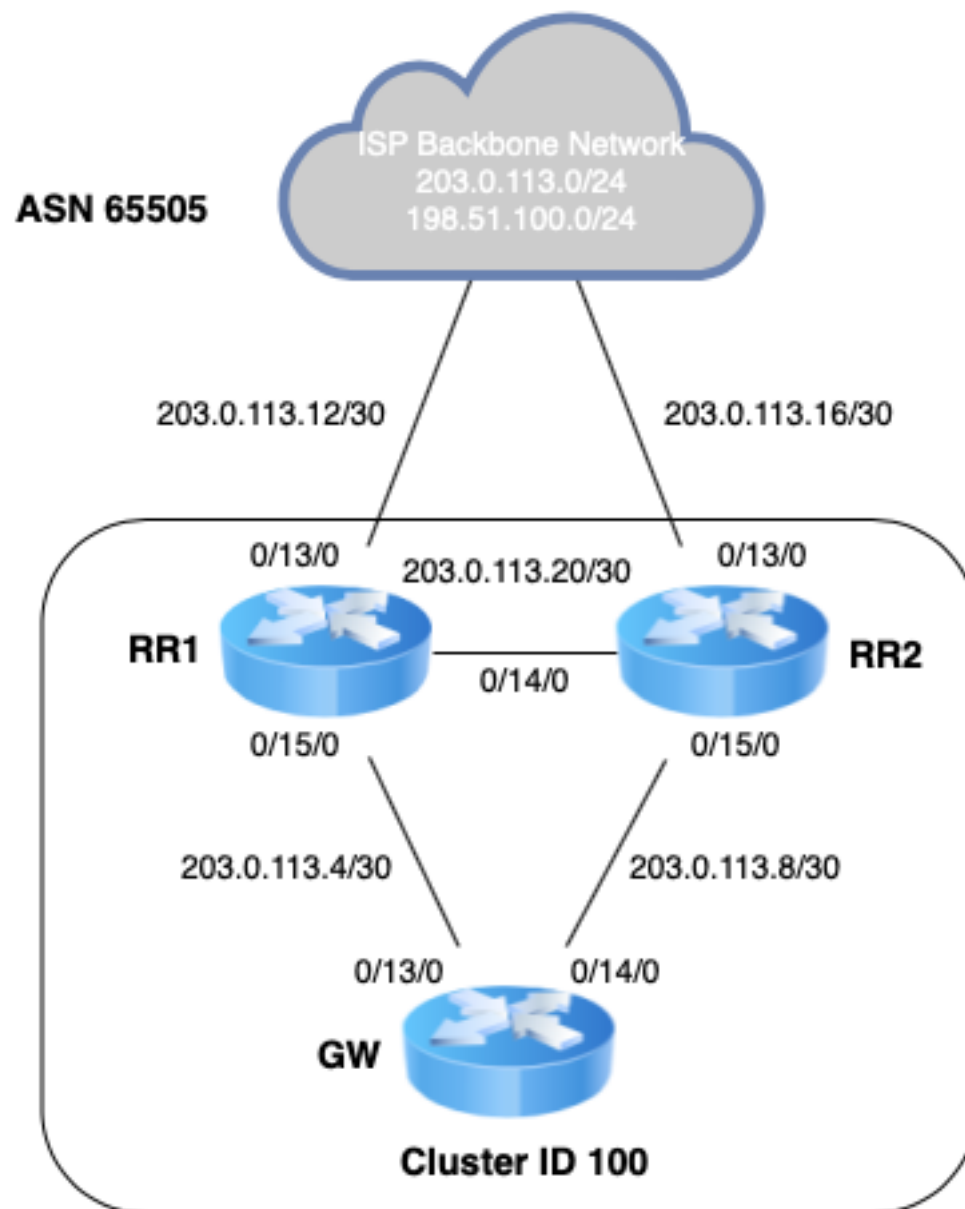 ISP Backbone Network
203.0.113.0/24
198.51.100.0/24
ASN 65505
203.0.113.12/30
203.0.113.16/30
0/13/0
203.0.113.20/30
0/13/0
RR1
RR2
0/14/0
0/15/0
0/15/0
203.0.113.4/30
203.0.113.8/30
0/13/0
0/14/0
GW
Cluster ID 100